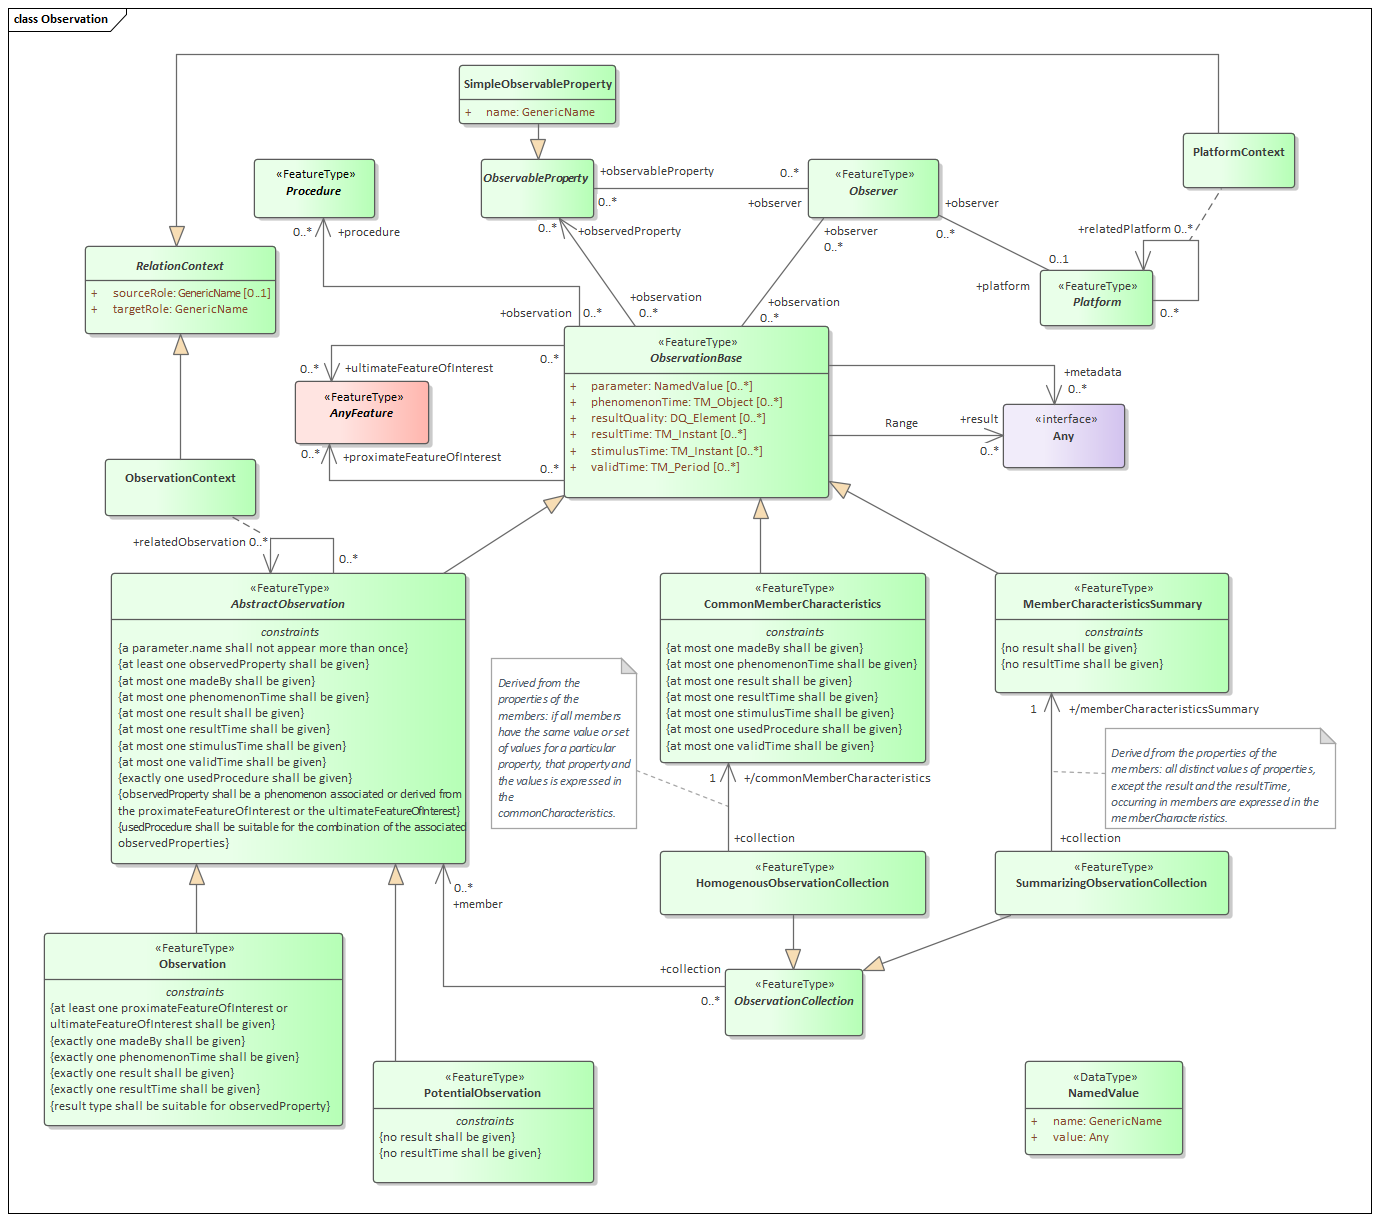 class Observation
SimpleObservableProperty
+ name: GenericName
PlatformContext
«FeatureType»
Procedure
ObservableProperty
+observableProperty
0..*
0..*
+observer
«FeatureType»
Observer
+observer
0..*
0..*
+procedure
0..*
+observedProperty
+observer
0..*
+relatedPlatform 0..*
0..1
+platform
«FeatureType»
Platform
0..*
RelationContext
+ sourceRole: GenericName [0..1]
+ targetRole: GenericName
+observation
0..*
+observation
0..*
+observation
0..*
«FeatureType»
ObservationBase
+ parameter: NamedValue [0..*]
+ phenomenonTime: TM_Object [0..*]
+ resultQuality: DQ_Element [0..*]
+ resultTime: TM_Instant [0..*]
+ stimulusTime: TM_Instant [0..*]
+ validTime: TM_Period [0..*]
0..*
0..*
+ultimateFeatureOfInterest
«FeatureType»
AnyFeature
0..*
+proximateFeatureOfInterest
0..*
+metadata
0..*
Range
+result
0..*
«interface»
Any
ObservationContext
+relatedObservation 0..*
0..*
«FeatureType»
AbstractObservation
constraints
{a parameter.name shall not appear more than once}
{at least one observedProperty shall be given}
{at most one madeBy shall be given}
{at most one phenomenonTime shall be given}
{at most one result shall be given}
{at most one resultTime shall be given}
{at most one stimulusTime shall be given}
{at most one validTime shall be given}
{exactly one usedProcedure shall be given}
{observedProperty shall be a phenomenon associated or derived from
the proximateFeatureOfInterest or the ultimateFeatureOfInterest}
{usedProcedure shall be suitable for the combination of the associated
observedProperties}
«FeatureType»
CommonMemberCharacteristics
constraints
{at most one madeBy shall be given}
{at most one phenomenonTime shall be given}
{at most one result shall be given}
{at most one resultTime shall be given}
{at most one stimulusTime shall be given}
{at most one usedProcedure shall be given}
{at most one validTime shall be given}
«FeatureType»
MemberCharacteristicsSummary
constraints
{no result shall be given}
{no resultTime shall be given}
Derived from the
properties of the
members: if all members
have the same value or set
of values for a particular
property, that property and
the values is expressed in
the
commonCharacteristics.
1
+/memberCharacteristicsSummary
Derived from the properties of the
members: all distinct values of properties,
except the result and the resultTime,
occurring in members are expressed in the
memberCharacteristics.
1
+/commonMemberCharacteristics
+collection
+collection
«FeatureType»
HomogenousObservationCollection
«FeatureType»
SummarizingObservationCollection
0..*
+member
+collection
0..*
«FeatureType»
ObservationCollection
«FeatureType»
Observation
constraints
{at least one proximateFeatureOfInterest or
ultimateFeatureOfInterest shall be given}
{exactly one madeBy shall be given}
{exactly one phenomenonTime shall be given}
{exactly one result shall be given}
{exactly one resultTime shall be given}
{result type shall be suitable for observedProperty}
«FeatureType»
PotentialObservation
constraints
{no result shall be given}
{no resultTime shall be given}
«DataType»
NamedValue
+ name: GenericName
+ value: Any